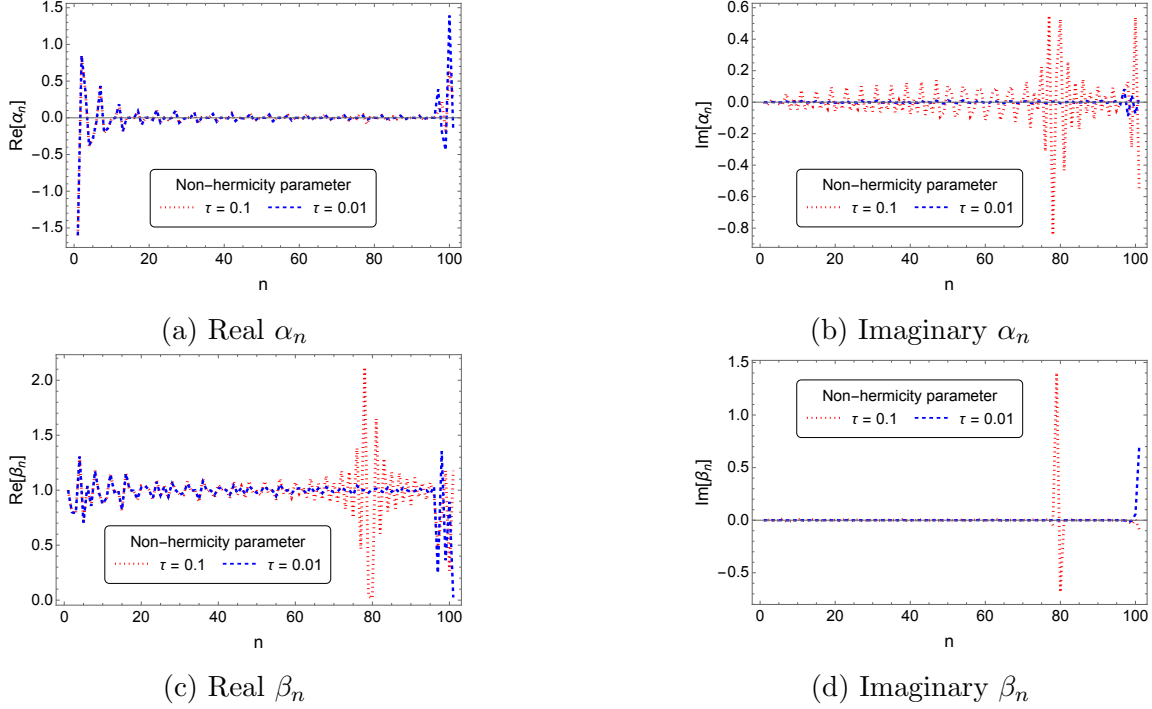 1.5
1.0
0.5
0.0
-0.5
-1.0
-1.5
Re[αₙ]
Non-hermicity parameter
τ = 0.1 τ = 0.01
0 20 40 60 80 100
n
(a) Real αₙ
0.6
0.4
0.2
0.0
-0.2
-0.4
-0.6
-0.8
Im[αₙ]
Non-hermicity parameter
τ = 0.1 τ = 0.01
0 20 40 60 80 100
n
(b) Imaginary αₙ
2.0
1.5
1.0
0.5
0.0
Re[βₙ]
Non-hermicity parameter
τ = 0.1 τ = 0.01
0 20 40 60 80 100
n
(c) Real βₙ
1.5
1.0
0.5
0.0
-0.5
Im[βₙ]
Non-hermicity parameter
τ = 0.1 τ = 0.01
0 20 40 60 80 100
n
(d) Imaginary βₙ